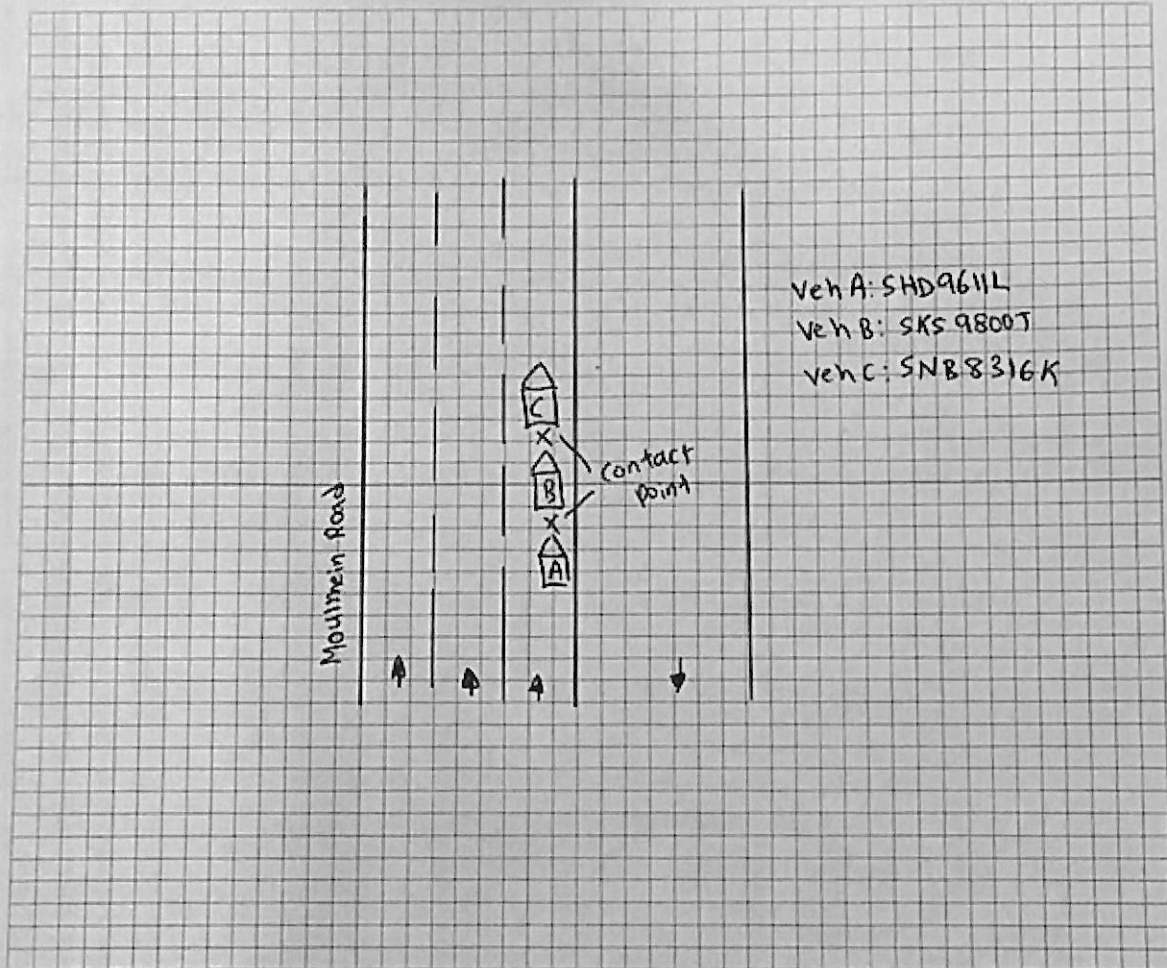 Veh A: SHD9611L
Veh B: SKS 9800J
Veh C: SNB8316K
C
X
contact
point
B
X
A
Moulmein Road